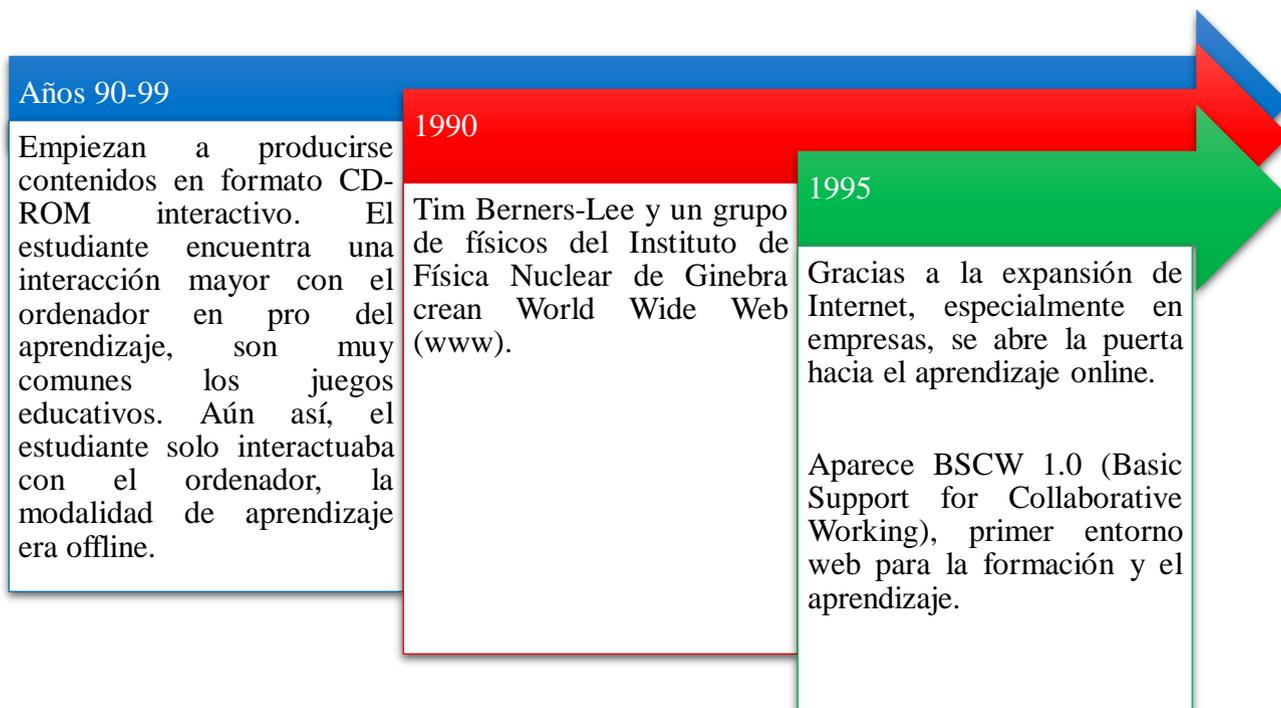 Años 90-99
Empiezan a producirse
contenidos en formato CD-
ROM interactivo. El
estudiante encuentra una
interacción mayor con el
ordenador en pro del
aprendizaje, son muy
comunes los juegos
educativos. Aún así, el
estudiante solo interactuaba
con el ordenador, la
modalidad de aprendizaje
era offline.
1990
Tim Berners-Lee y un grupo
de físicos del Instituto de
Física Nuclear de Ginebra
crean World Wide Web
(www).
1995
Gracias a la expansión de
Internet, especialmente en
empresas, se abre la puerta
hacia el aprendizaje online.
Aparece BSCW 1.0 (Basic
Support for Collaborative
Working), primer entorno
web para la formación y el
aprendizaje.